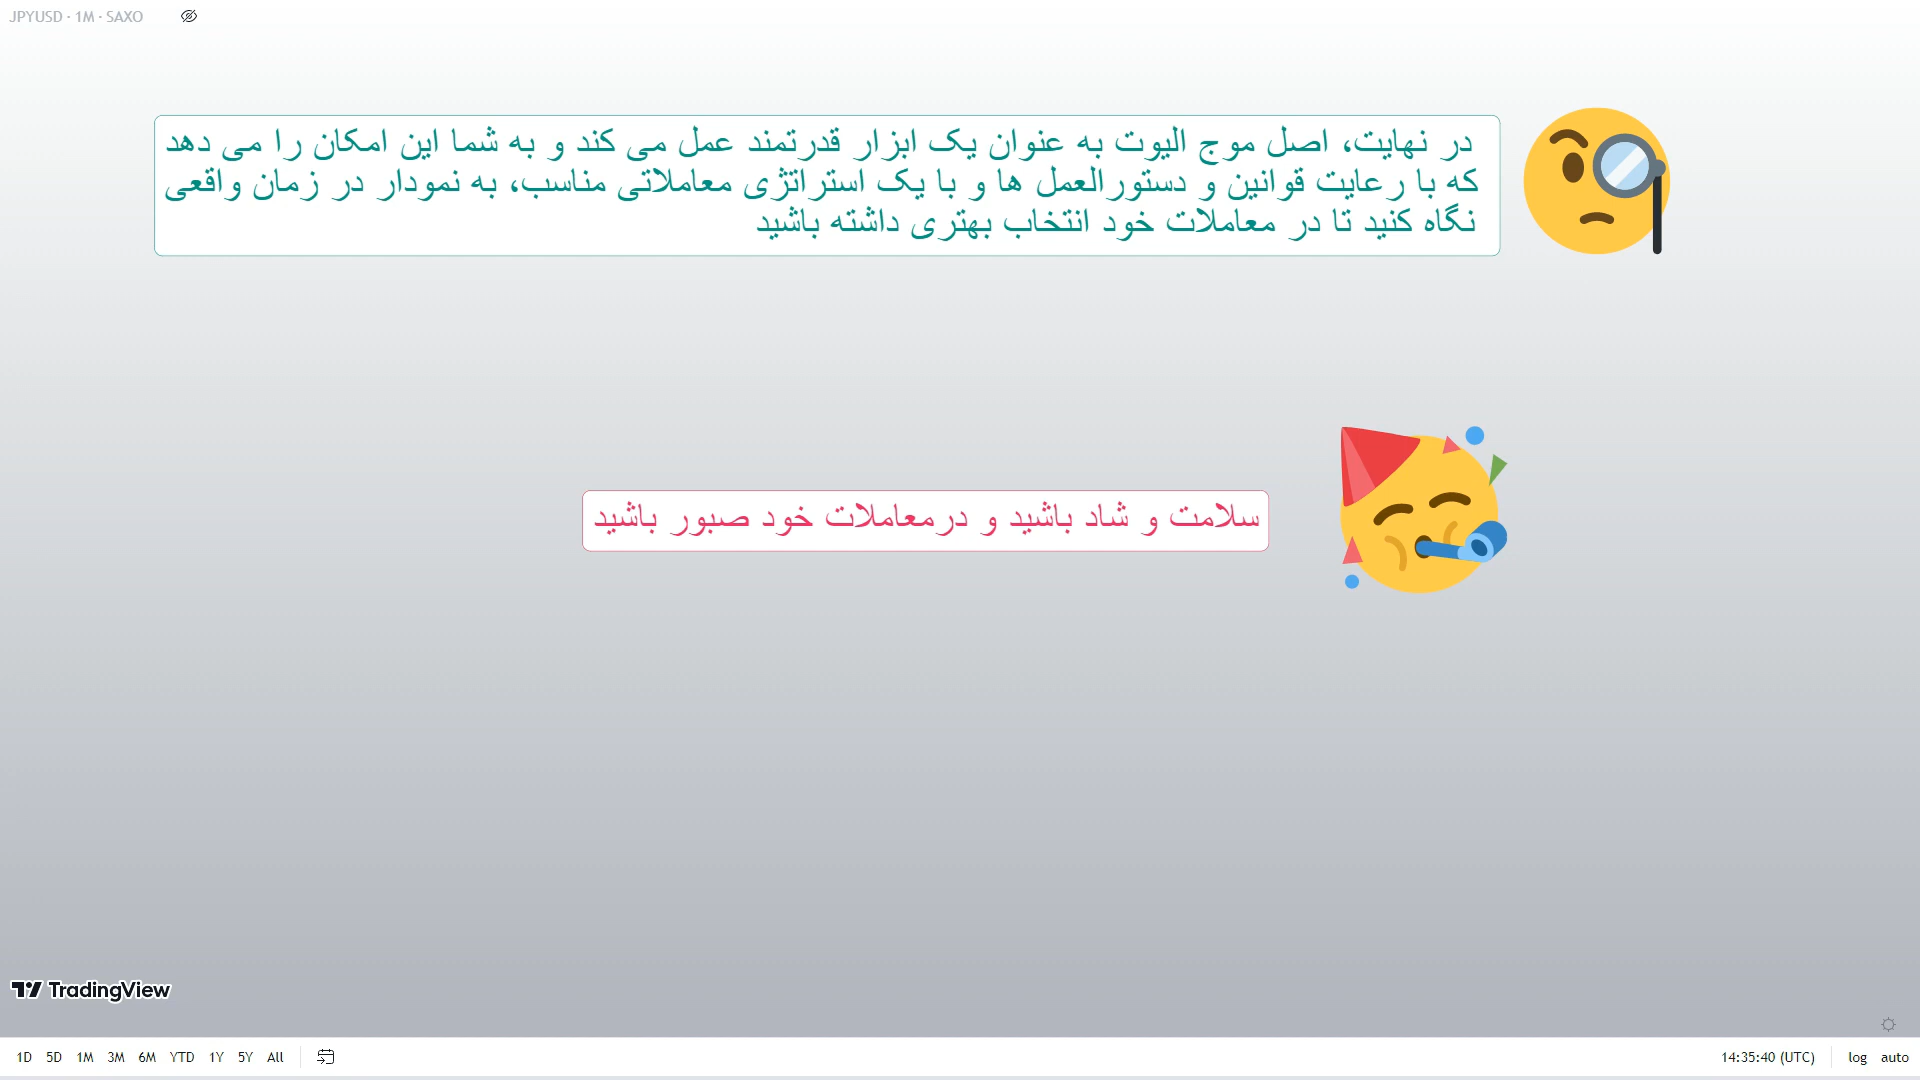 JPYUSD · 1M · SAXO
در نهایت، اصل موج الیوت به عنوان یک ابزار قدرتمند عمل می کند و به شما این امکان را می دهد
که با رعایت قوانین و دستورالعمل ها و با یک استراتژی معاملاتی مناسب، به نمودار در زمان واقعی
نگاه کنید تا در معاملات خود انتخاب بهتری داشته باشید
سلامت و شاد باشید و درمعاملات خود صبور باشید
TradingView
1D 5D 1M 3M 6M YTD 1Y 5Y All
14:35:40 (UTC) log auto